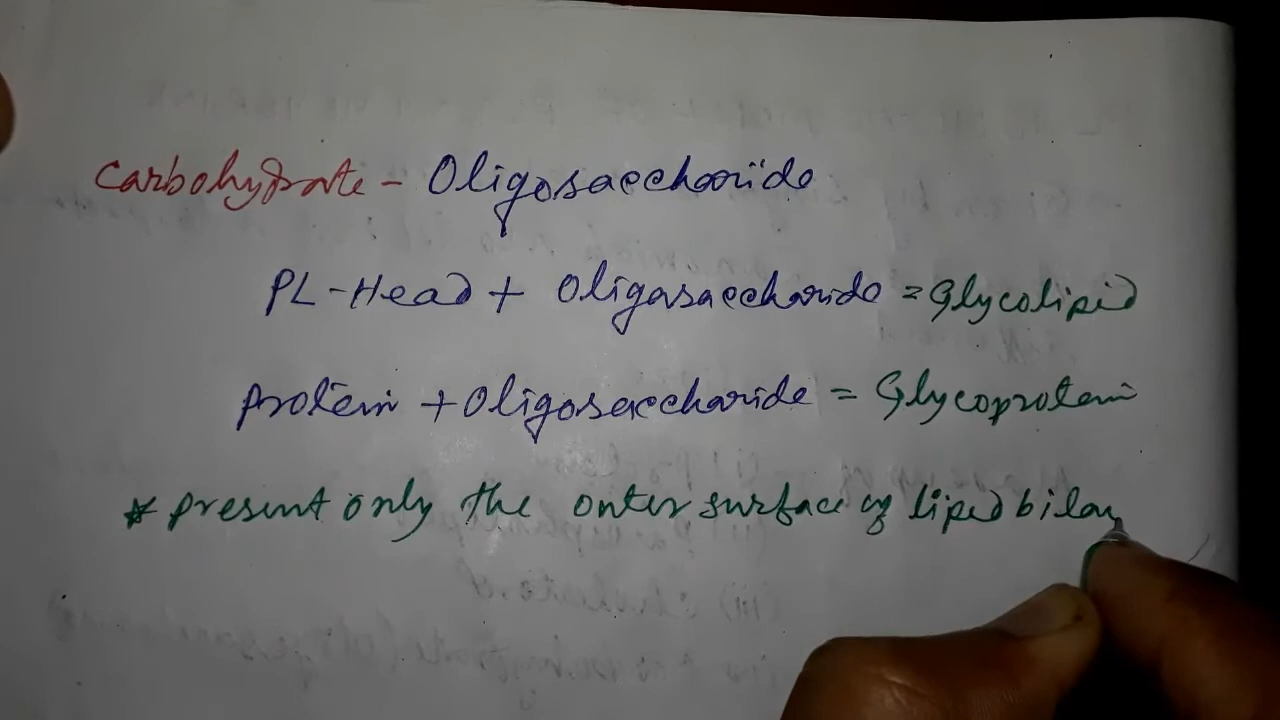 Carbohydrate - Oligosaccharide
PL-Head + Oligosaccharide = Glycolipid
Protein + Oligosaccharide = Glycoprotein
* present only the outer surface of lipid bilay